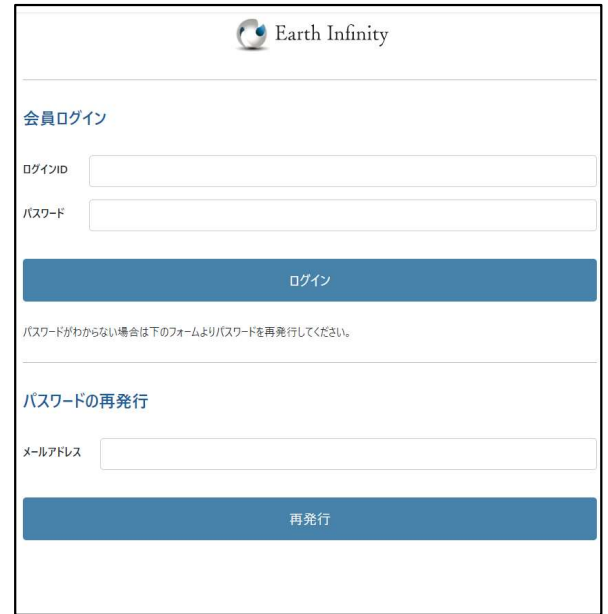 Earth Infinity
会員ログイン
ログインID
パスワード
ログイン
パスワードがわからない場合は下のフォームよりパスワードを再発行してください。
パスワードの再発行
メールアドレス
再発行